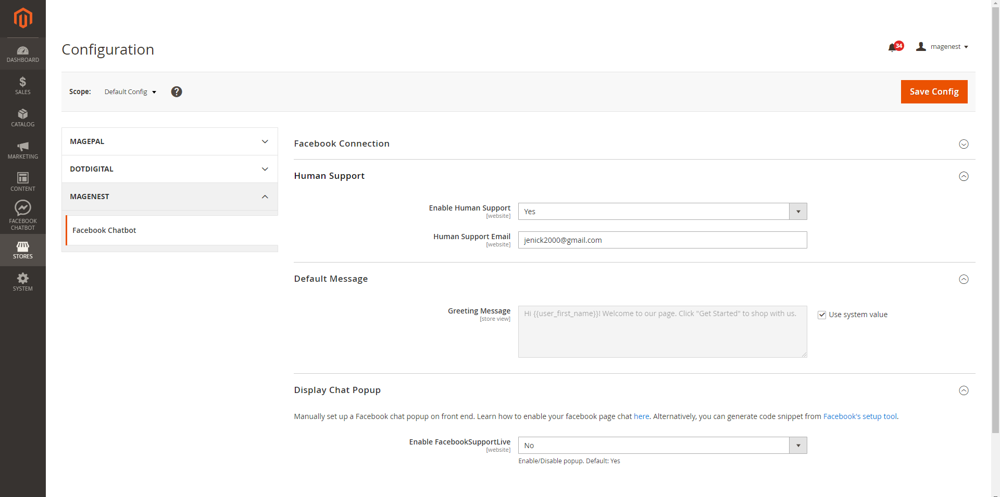 DASHBOARD
SALES
CATALOG
MARKETING
CONTENT
FACEBOOK
CHATBOT
STORES
SYSTEM
Configuration
34
magenest
Scope:
Default Config
?
Save Config
MAGEPAL
DOTDIGITAL
MAGENEST
Facebook Chatbot
Facebook Connection
Human Support
Enable Human Support
[website]
Yes
Human Support Email
[website]
jenick2000@gmail.com
Default Message
Greeting Message
[store view]
Hi {{user_first_name}}! Welcome to our page. Click "Get Started" to shop with us.
Use system value
Display Chat Popup
Manually set up a Facebook chat popup on front end. Learn how to enable your facebook page chat here. Alternatively, you can generate code snippet from Facebook's setup tool.
Enable FacebookSupportLive
[website]
No
Enable/Disable popup. Default: Yes